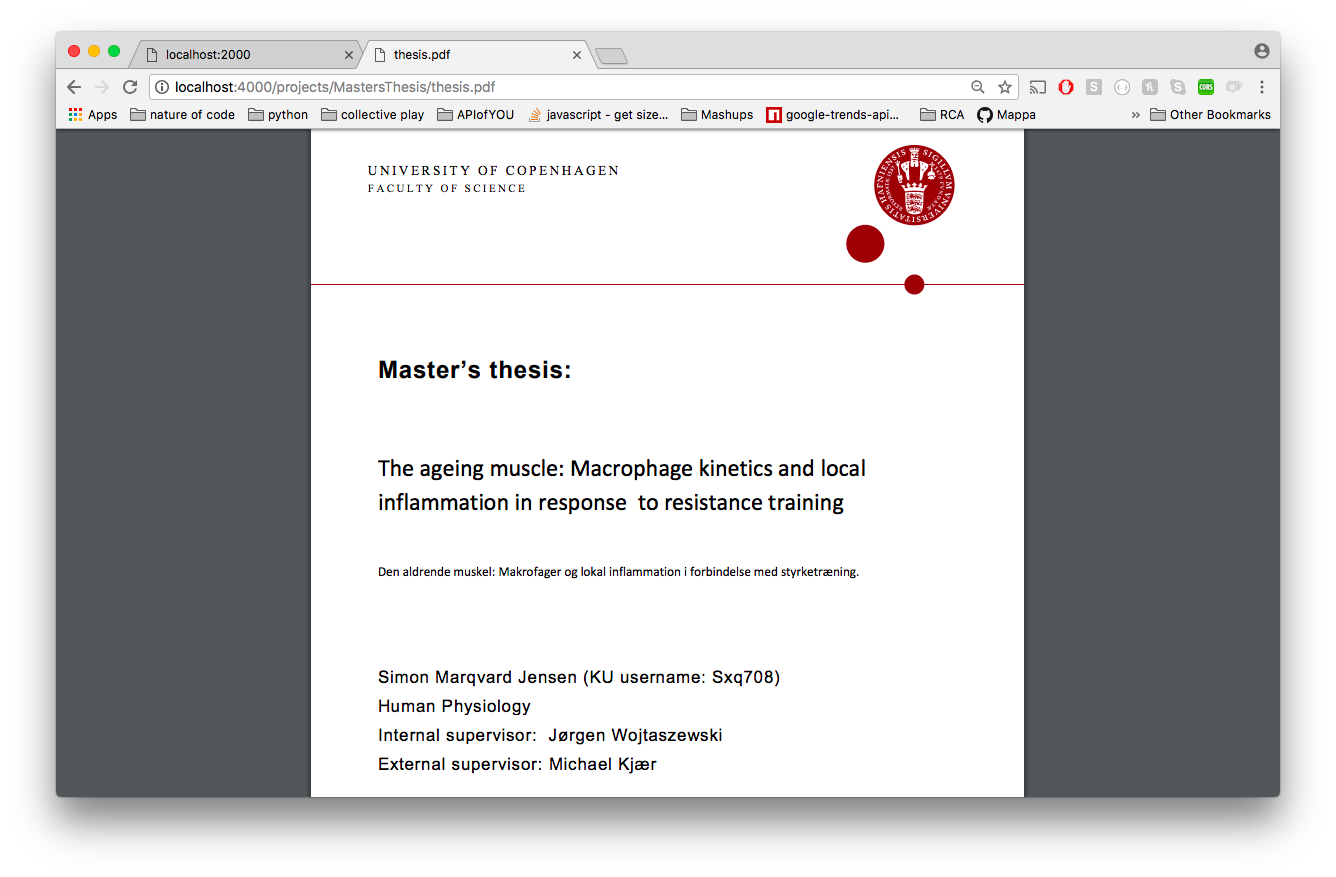 localhost:2000
thesis.pdf
localhost:4000/projects/MastersThesis/thesis.pdf
Apps nature of code python collective play APIofYOU javascript - get size... Mashups google-trends-api... RCA Mappa » Other Bookmarks
UNIVERSITY OF COPENHAGEN
FACULTY OF SCIENCE
Master’s thesis:
The ageing muscle: Macrophage kinetics and local
inflammation in response  to resistance training
Den aldrende muskel: Makrofager og lokal inflammation i forbindelse med styrketræning.
Simon Marqvard Jensen (KU username: Sxq708)
Human Physiology
Internal supervisor:  Jørgen Wojtaszewski
External supervisor: Michael Kjær